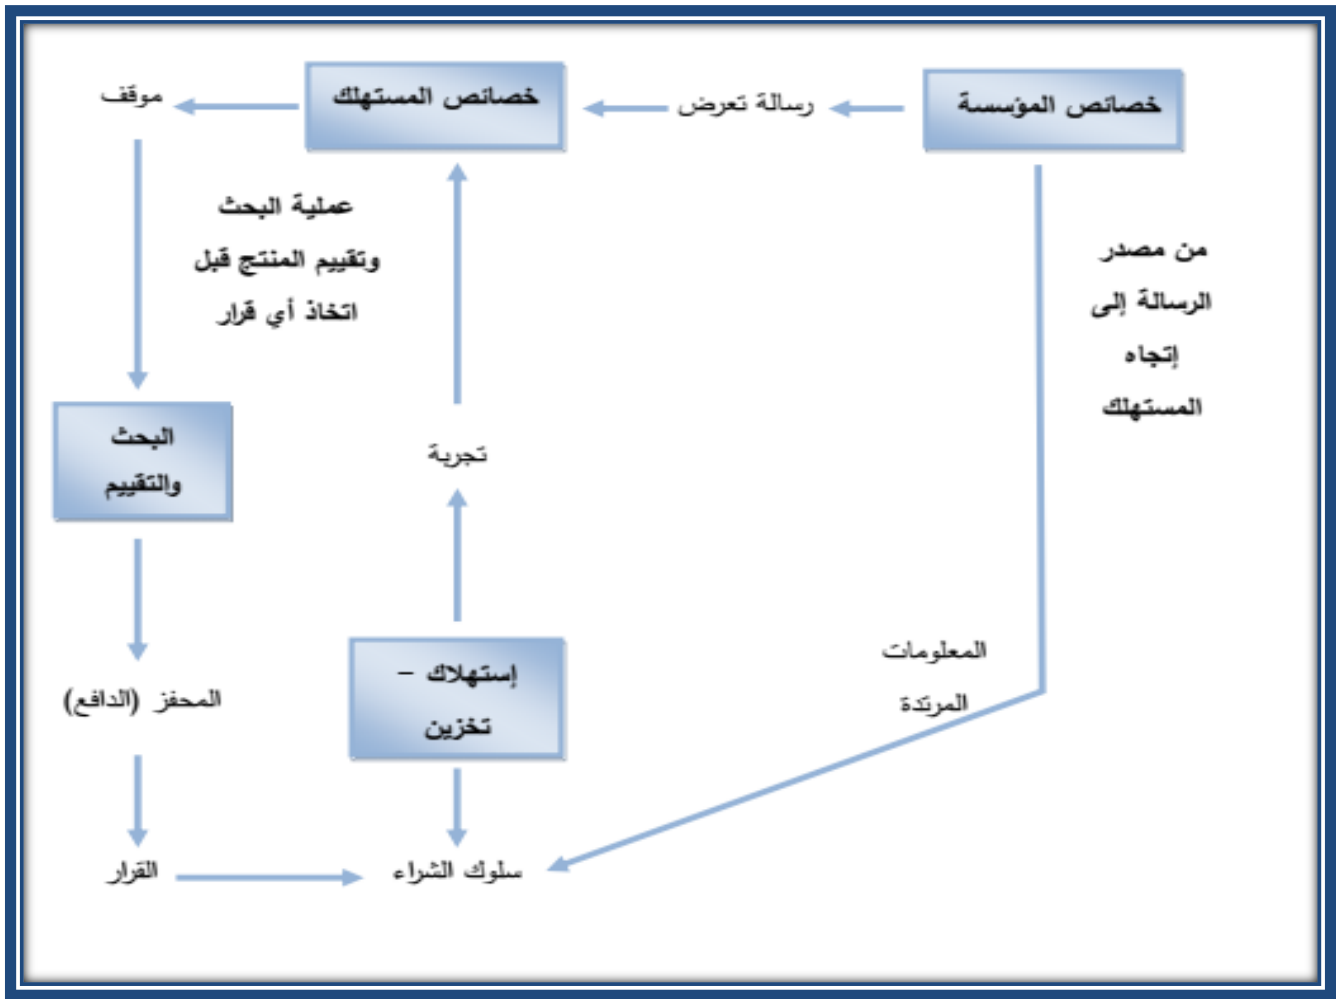 خصائص المؤسسة
رسالة تعرض
خصائص المستهلك
موقف
من مصدر
الرسالة إلى
إتجاه
المستهلك
عملية البحث
وتقييم المنتج قبل
اتخاذ أي قرار
البحث
والتقييم
تجربة
المعلومات
المرتدة
إستهلاك –
تخزين
المحفز (الدافع)
القرار
سلوك الشراء